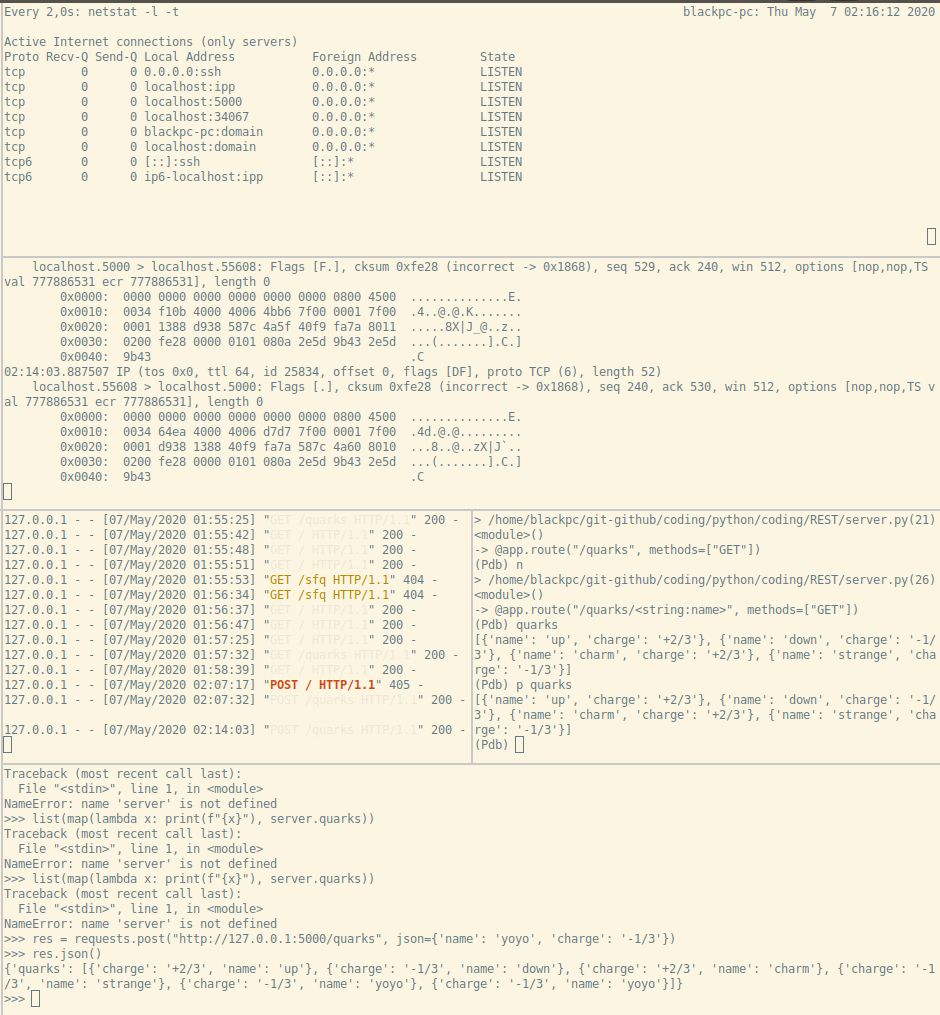 Every 2,0s: netstat -l -t blackpc-pc: Thu May  7 02:16:12 2020
Active Internet connections (only servers)
Proto Recv-Q Send-Q Local Address           Foreign Address         State
tcp        0      0 0.0.0.0:ssh             0.0.0.0:*               LISTEN
tcp        0      0 localhost:ipp           0.0.0.0:*               LISTEN
tcp        0      0 localhost:5000          0.0.0.0:*               LISTEN
tcp        0      0 localhost:34067         0.0.0.0:*               LISTEN
tcp        0      0 blackpc-pc:domain       0.0.0.0:*               LISTEN
tcp        0      0 localhost:domain        0.0.0.0:*               LISTEN
tcp6       0      0 [::]:ssh                [::]:*                  LISTEN
tcp6       0      0 ip6-localhost:ipp       [::]:*                  LISTEN
    localhost.5000 > localhost.55608: Flags [F.], cksum 0xfe28 (incorrect -> 0x1868), seq 529, ack 240, win 512, options [nop,nop,TS
val 777886531 ecr 777886531], length 0
        0x0000:  0000 0000 0000 0000 0000 0000 0800 4500  ..............E.
        0x0010:  0034 f10b 4000 4006 4bb6 7f00 0001 7f00  .4..@.@.K.......
        0x0020:  0001 1388 d938 587c 4a5f 40f9 fa7a 8011  .....8X|J_@..z..
        0x0030:  0200 fe28 0000 0101 080a 2e5d 9b43 2e5d  ...(.......].C.]
        0x0040:  9b43                                     .C
02:14:03.887507 IP (tos 0x0, ttl 64, id 25834, offset 0, flags [DF], proto TCP (6), length 52)
    localhost.55608 > localhost.5000: Flags [.], cksum 0xfe28 (incorrect -> 0x1868), seq 240, ack 530, win 512, options [nop,nop,TS v
al 777886531 ecr 777886531], length 0
        0x0000:  0000 0000 0000 0000 0000 0000 0800 4500  ..............E.
        0x0010:  0034 64ea 4000 4006 d7d7 7f00 0001 7f00  .4d.@.@.........
        0x0020:  0001 d938 1388 40f9 fa7a 587c 4a60 8010  ...8..@..zX|J`..
        0x0030:  0200 fe28 0000 0101 080a 2e5d 9b43 2e5d  ...(.......].C.]
        0x0040:  9b43                                     .C
127.0.0.1 - - [07/May/2020 01:55:25] "GET /quarks HTTP/1.1" 200 -
127.0.0.1 - - [07/May/2020 01:55:42] "GET / HTTP/1.1" 200 -
127.0.0.1 - - [07/May/2020 01:55:48] "GET / HTTP/1.1" 200 -
127.0.0.1 - - [07/May/2020 01:55:51] "GET / HTTP/1.1" 200 -
127.0.0.1 - - [07/May/2020 01:55:53] "GET /sfq HTTP/1.1" 404 -
127.0.0.1 - - [07/May/2020 01:56:34] "GET /sfq HTTP/1.1" 404 -
127.0.0.1 - - [07/May/2020 01:56:37] "GET / HTTP/1.1" 200 -
127.0.0.1 - - [07/May/2020 01:56:47] "GET / HTTP/1.1" 200 -
127.0.0.1 - - [07/May/2020 01:57:25] "GET / HTTP/1.1" 200 -
127.0.0.1 - - [07/May/2020 01:57:32] "GET /quarks HTTP/1.1" 200 -
127.0.0.1 - - [07/May/2020 01:58:39] "GET / HTTP/1.1" 200 -
127.0.0.1 - - [07/May/2020 02:07:17] "POST / HTTP/1.1" 405 -
127.0.0.1 - - [07/May/2020 02:07:32] "POST /quarks HTTP/1.1" 200 -
127.0.0.1 - - [07/May/2020 02:14:03] "POST /quarks HTTP/1.1" 200 -
> /home/blackpc/git-github/coding/python/coding/REST/server.py(21)
<module>()
-> @app.route("/quarks", methods=["GET"])
(Pdb) n
> /home/blackpc/git-github/coding/python/coding/REST/server.py(26)
<module>()
-> @app.route("/quarks/<string:name>", methods=["GET"])
(Pdb) quarks
[{'name': 'up', 'charge': '+2/3'}, {'name': 'down', 'charge': '-1/
3'}, {'name': 'charm', 'charge': '+2/3'}, {'name': 'strange', 'cha
rge': '-1/3'}]
(Pdb) p quarks
[{'name': 'up', 'charge': '+2/3'}, {'name': 'down', 'charge': '-1/
3'}, {'name': 'charm', 'charge': '+2/3'}, {'name': 'strange', 'cha
rge': '-1/3'}]
(Pdb)
Traceback (most recent call last):
  File "<stdin>", line 1, in <module>
NameError: name 'server' is not defined
>>> list(map(lambda x: print(f"{x}"), server.quarks))
Traceback (most recent call last):
  File "<stdin>", line 1, in <module>
NameError: name 'server' is not defined
>>> list(map(lambda x: print(f"{x}"), server.quarks))
Traceback (most recent call last):
  File "<stdin>", line 1, in <module>
NameError: name 'server' is not defined
>>> res = requests.post("http://127.0.0.1:5000/quarks", json={'name': 'yoyo', 'charge': '-1/3'})
>>> res.json()
{'quarks': [{'charge': '+2/3', 'name': 'up'}, {'charge': '-1/3', 'name': 'down'}, {'charge': '+2/3', 'name': 'charm'}, {'charge': '-1
/3', 'name': 'strange'}, {'charge': '-1/3', 'name': 'yoyo'}, {'charge': '-1/3', 'name': 'yoyo'}]}
>>>